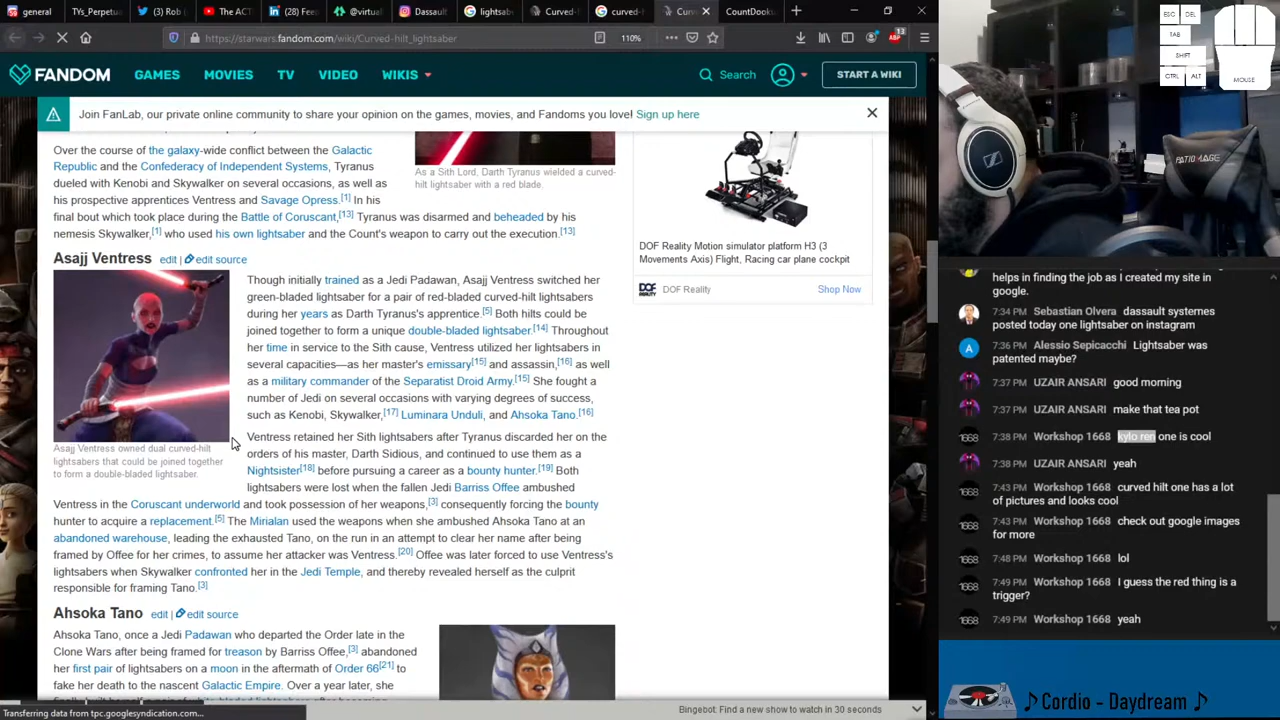 general
TYs_Perpetua
(3) Rob
The ACT
(28) Feed
@virtual
Dassault
lightsab
Curved-
curved-
Curv
CountDooku
ESC
DEL
TAB
SHIFT
CTRL
ALT
MOUSE
https://starwars.fandom.com/wiki/Curved-hilt_lightsaber
110%
13
FANDOM
GAMES
MOVIES
TV
VIDEO
WIKIS
Search
START A WIKI
Join FanLab, our private online community to share your opinion on the games, movies, and Fandoms you love! Sign up here
Over the course of the galaxy-wide conflict between the Galactic
Republic and the Confederacy of Independent Systems, Tyranus
dueled with Kenobi and Skywalker on several occasions, as well as
his prospective apprentices Ventress and Savage Opress.[1] In his
final bout which took place during the Battle of Coruscant,[13] Tyranus was disarmed and beheaded by his
nemesis Skywalker,[1] who used his own lightsaber and the Count's weapon to carry out the execution.[13]
As a Sith Lord, Darth Tyranus wielded a curved-
hilt lightsaber with a red blade.
Asajj Ventress edit | edit source
Though initially trained as a Jedi Padawan, Asajj Ventress switched her
green-bladed lightsaber for a pair of red-bladed curved-hilt lightsabers
during her years as Darth Tyranus's apprentice.[5] Both hilts could be
joined together to form a unique double-bladed lightsaber.[14] Throughout
her time in service to the Sith cause, Ventress utilized her lightsabers in
several capacities—as her master's emissary[15] and assassin,[16] as well
as a military commander of the Separatist Droid Army.[15] She fought a
number of Jedi on several occasions with varying degrees of success,
such as Kenobi, Skywalker,[17] Luminara Unduli, and Ahsoka Tano.[16]
Asajj Ventress owned dual curved-hilt
lightsabers that could be joined together
to form a double-bladed lightsaber.
Ventress retained her Sith lightsabers after Tyranus discarded her on the
orders of his master, Darth Sidious, and continued to use them as a
Nightsister[18] before pursuing a career as a bounty hunter.[19] Both
lightsabers were lost when the fallen Jedi Barriss Offee ambushed
Ventress in the Coruscant underworld and took possession of her weapons,[3] consequently forcing the bounty
hunter to acquire a replacement.[5] The Mirialan used the weapons when she ambushed Ahsoka Tano at an
abandoned warehouse, leading the exhausted Tano, on the run in an attempt to clear her name after being
framed by Offee for her crimes, to assume her attacker was Ventress.[20] Offee was later forced to use Ventress's
lightsabers when Skywalker confronted her in the Jedi Temple, and thereby revealed herself as the culprit
responsible for framing Tano.[3]
Ahsoka Tano edit | edit source
Ahsoka Tano, once a Jedi Padawan who departed the Order late in the
Clone Wars after being framed for treason by Barriss Offee,[3] abandoned
her first pair of lightsabers on a moon in the aftermath of Order 66[21] to
fake her death to the nascent Galactic Empire. Over a year later, she
DOF Reality Motion simulator platform H3 (3
Movements Axis) Flight, Racing car plane cockpit
DOF REALITY
DOF Reality
Shop Now
Transferring data from tpc.googlesyndication.com...
Bingebot: Find a new show to watch in 30 seconds
PATIOMAGE
helps in finding the job as I created my site in
google.
7:34 PM Sebastian Olvera dassault systemes
posted today one lightsaber on instagram
A 7:36 PM Alessio Sepicacchi Lightsaber was
patented maybe?
7:37 PM UZAIR ANSARI good morning
7:37 PM UZAIR ANSARI make that tea pot
1668 7:38 PM Workshop 1668 kylo ren one is cool
7:38 PM UZAIR ANSARI yeah
1668 7:43 PM Workshop 1668 curved hilt one has a lot
of pictures and looks cool
1668 7:43 PM Workshop 1668 check out google images
for more
1668 7:48 PM Workshop 1668 lol
1668 7:49 PM Workshop 1668 I guess the red thing is a
trigger?
1668 7:49 PM Workshop 1668 yeah
♪ Cordio - Daydream ♪